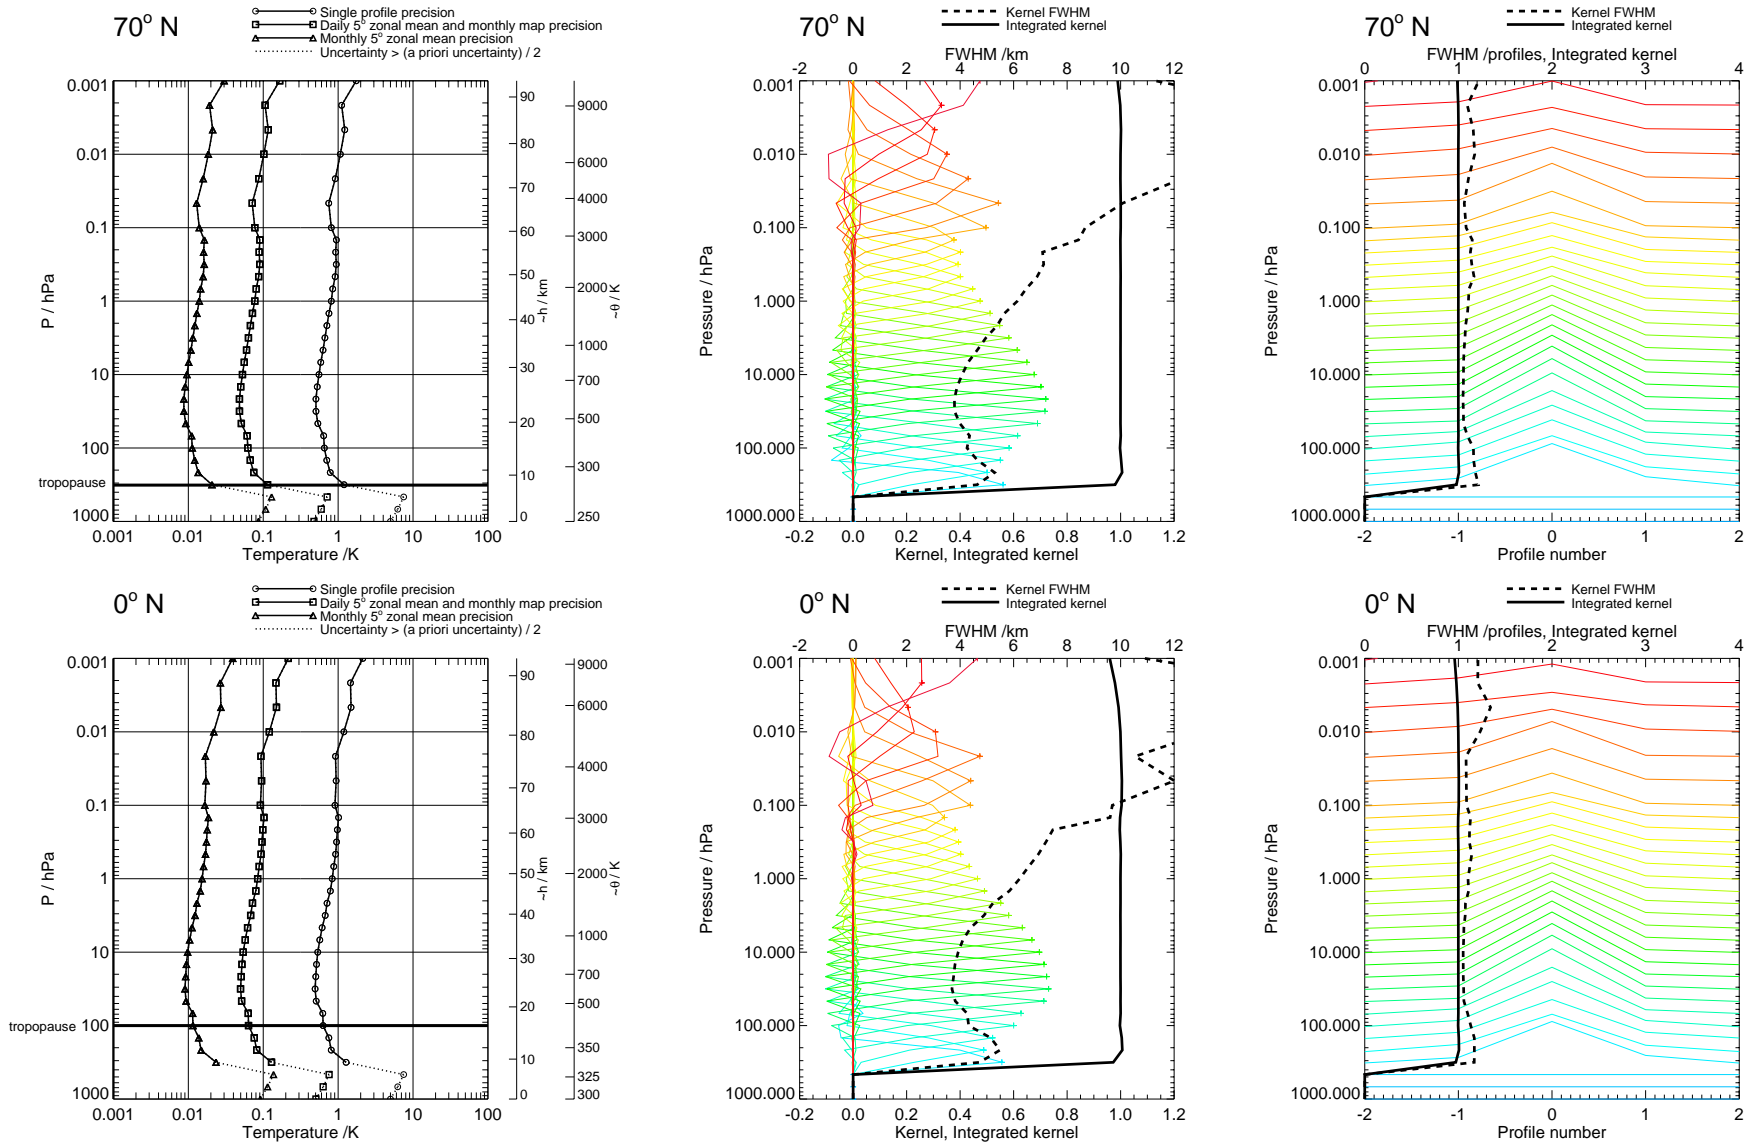 70° N
Single profile precision
Daily 5° zonal mean and monthly map precision
Monthly 5° zonal mean precision
Uncertainty > (a priori uncertainty) / 2
0.001
0.01
0.1
1
10
100
1000
tropopause
P / hPa
0.001 0.01 0.1 1 10 100
Temperature /K
90
80
70
60
50
40
30
20
10
0
~h / km
9000
6000
4000
3000
2000
1000
700
500
300
250
~θ / K
70° N
Kernel FWHM
Integrated kernel
FWHM /km
0 2 4 6 8 10 12
0.001
0.010
0.100
1.000
10.000
100.000
1000.000
Pressure / hPa
-0.2 0.0 0.2 0.4 0.6 0.8 1.0 1.2
Kernel, Integrated kernel
70° N
Kernel FWHM
Integrated kernel
FWHM /profiles, Integrated kernel
0 1 2 3 4
0.001
0.010
0.100
1.000
10.000
100.000
1000.000
Pressure / hPa
-2 -1 0 1 2
Profile number
0° N
Single profile precision
Daily 5° zonal mean and monthly map precision
Monthly 5° zonal mean precision
Uncertainty > (a priori uncertainty) / 2
0.001
0.01
0.1
1
10
100
1000
tropopause
P / hPa
0.001 0.01 0.1 1 10 100
Temperature /K
90
80
70
60
50
40
30
20
10
0
~h / km
9000
6000
4000
3000
2000
1000
700
500
350
325
300
~θ / K
0° N
Kernel FWHM
Integrated kernel
FWHM /km
0 2 4 6 8 10 12
0.001
0.010
0.100
1.000
10.000
100.000
1000.000
Pressure / hPa
-0.2 0.0 0.2 0.4 0.6 0.8 1.0 1.2
Kernel, Integrated kernel
0° N
Kernel FWHM
Integrated kernel
FWHM /profiles, Integrated kernel
0 1 2 3 4
0.001
0.010
0.100
1.000
10.000
100.000
1000.000
Pressure / hPa
-2 -1 0 1 2
Profile number